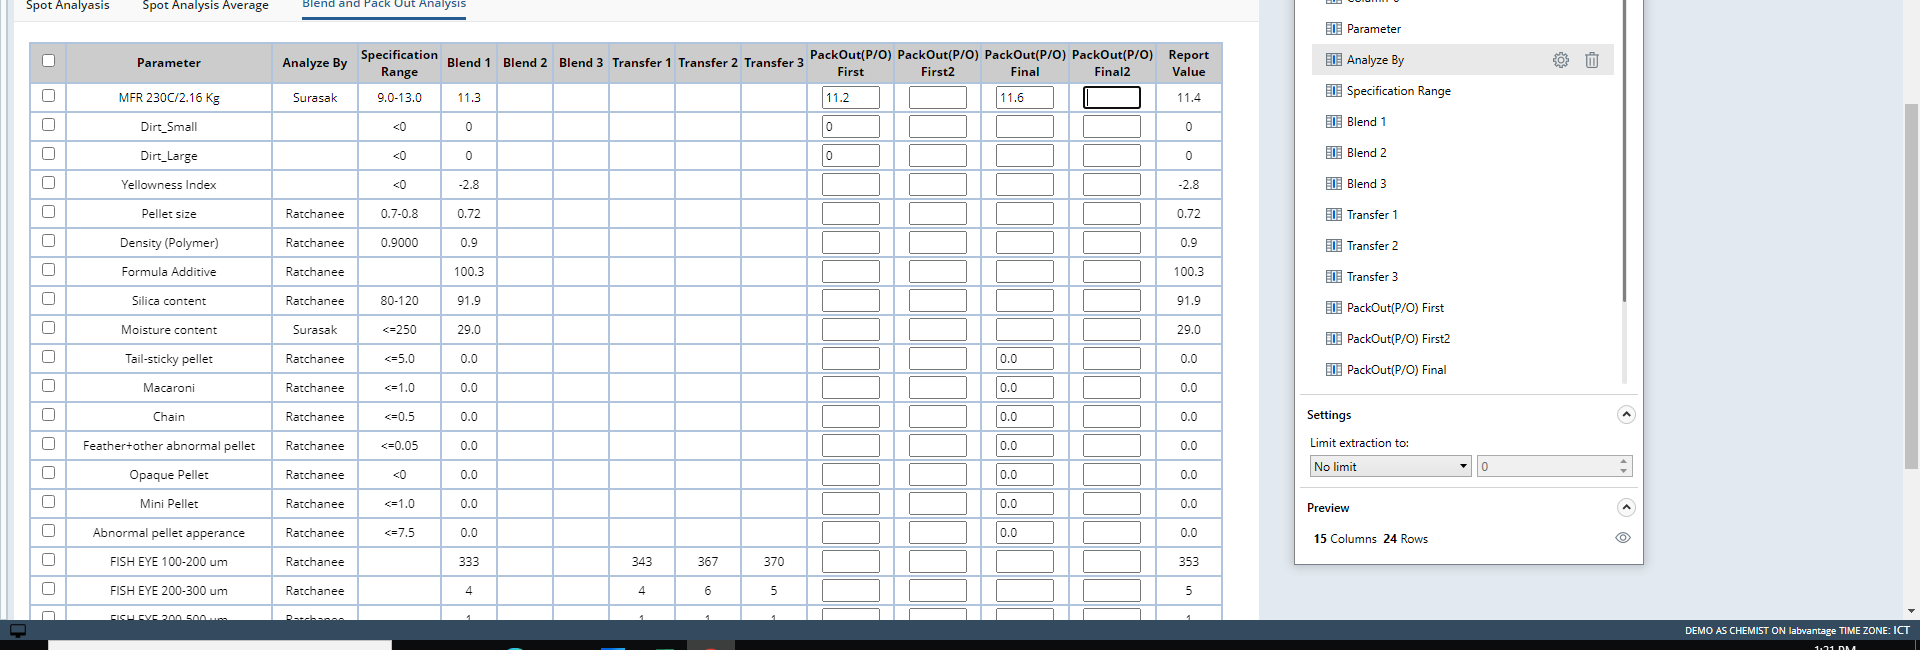 Spot Analyasis Spot Analysis Average Blend and Pack Out Analysis
Parameter Analyze By Specification Range Blend 1 Blend 2 Blend 3 Transfer 1 Transfer 2 Transfer 3 PackOut(P/O) First PackOut(P/O) First2 PackOut(P/O) Final PackOut(P/O) Final2 Report Value
MFR 230C/2.16 Kg Surasak 9.0-13.0 11.3 11.2 11.6 11.4
Dirt_Small <0 0 0 0
Dirt_Large <0 0 0 0
Yellowness Index <0 -2.8 -2.8
Pellet size Ratchanee 0.7-0.8 0.72 0.72
Density (Polymer) Ratchanee 0.9000 0.9 0.9
Formula Additive Ratchanee 100.3 100.3
Silica content Ratchanee 80-120 91.9 91.9
Moisture content Surasak <=250 29.0 29.0
Tail-sticky pellet Ratchanee <=5.0 0.0 0.0 0.0
Macaroni Ratchanee <=1.0 0.0 0.0 0.0
Chain Ratchanee <=0.5 0.0 0.0 0.0
Feather+other abnormal pellet Ratchanee <=0.05 0.0 0.0 0.0
Opaque Pellet Ratchanee <0 0.0 0.0 0.0
Mini Pellet Ratchanee <=1.0 0.0 0.0 0.0
Abnormal pellet apperance Ratchanee <=7.5 0.0 0.0 0.0
FISH EYE 100-200 um Ratchanee 333 343 367 370 353
FISH EYE 200-300 um Ratchanee 4 4 6 5 5
FISH EYE 300-500 um Ratchanee 1 1 1 1 1
Parameter
Analyze By
Specification Range
Blend 1
Blend 2
Blend 3
Transfer 1
Transfer 2
Transfer 3
PackOut(P/O) First
PackOut(P/O) First2
PackOut(P/O) Final
Settings
Limit extraction to:
No limit 0
Preview
15 Columns 24 Rows
DEMO AS CHEMIST ON labvantage TIME ZONE: ICT
1:21 PM